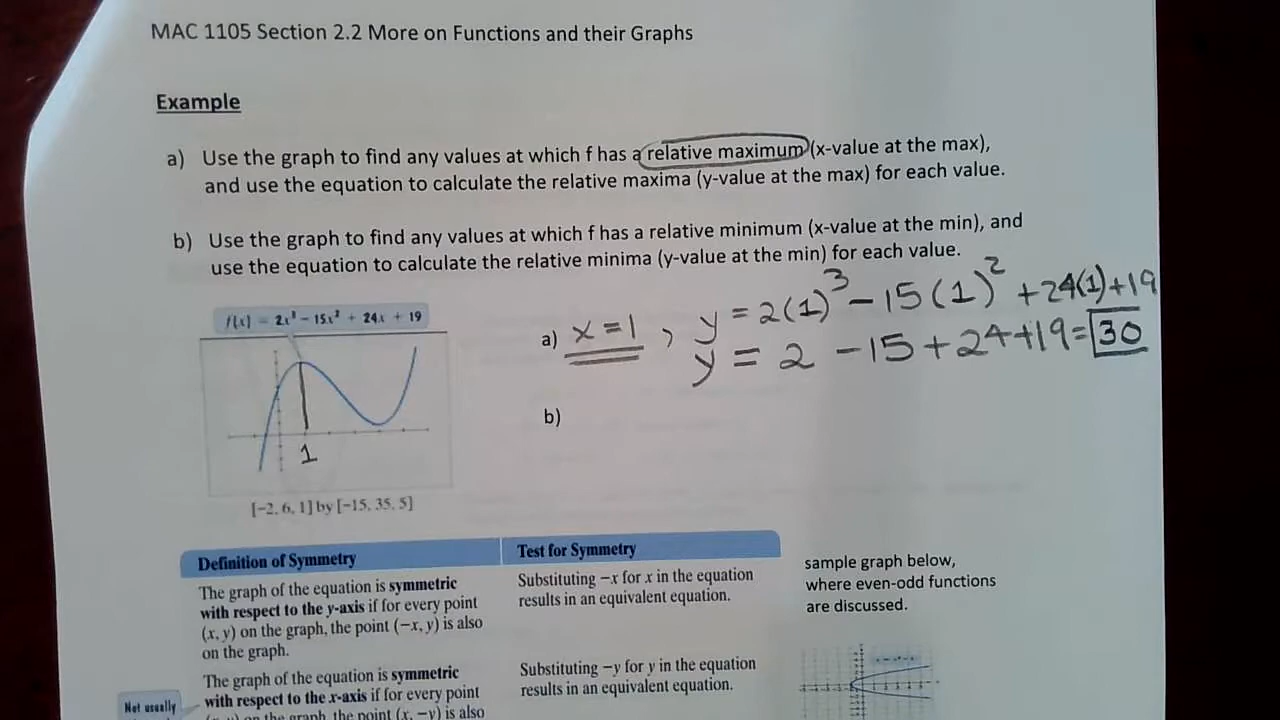 MAC 1105 Section 2.2 More on Functions and their Graphs
Example
a) Use the graph to find any values at which f has a relative maximum (x-value at the max),
and use the equation to calculate the relative maxima (y-value at the max) for each value.
b) Use the graph to find any values at which f has a relative minimum (x-value at the min), and
use the equation to calculate the relative minima (y-value at the min) for each value.
f(x) = 2x³ − 15x² + 24x + 19
1
[−2, 6, 1] by [−15, 35, 5]
a) x = 1 , y = 2(1)³ − 15(1)² + 24(1) + 19
y = 2 − 15 + 24 + 19 = 30
b)
Definition of Symmetry
Test for Symmetry
The graph of the equation is symmetric
with respect to the y-axis if for every point
(x, y) on the graph, the point (−x, y) is also
on the graph.
Substituting −x for x in the equation
results in an equivalent equation.
The graph of the equation is symmetric
with respect to the x-axis if for every point
(x, y) on the graph, the point (x, −y) is also
Substituting −y for y in the equation
results in an equivalent equation.
Not usually
sample graph below,
where even-odd functions
are discussed.